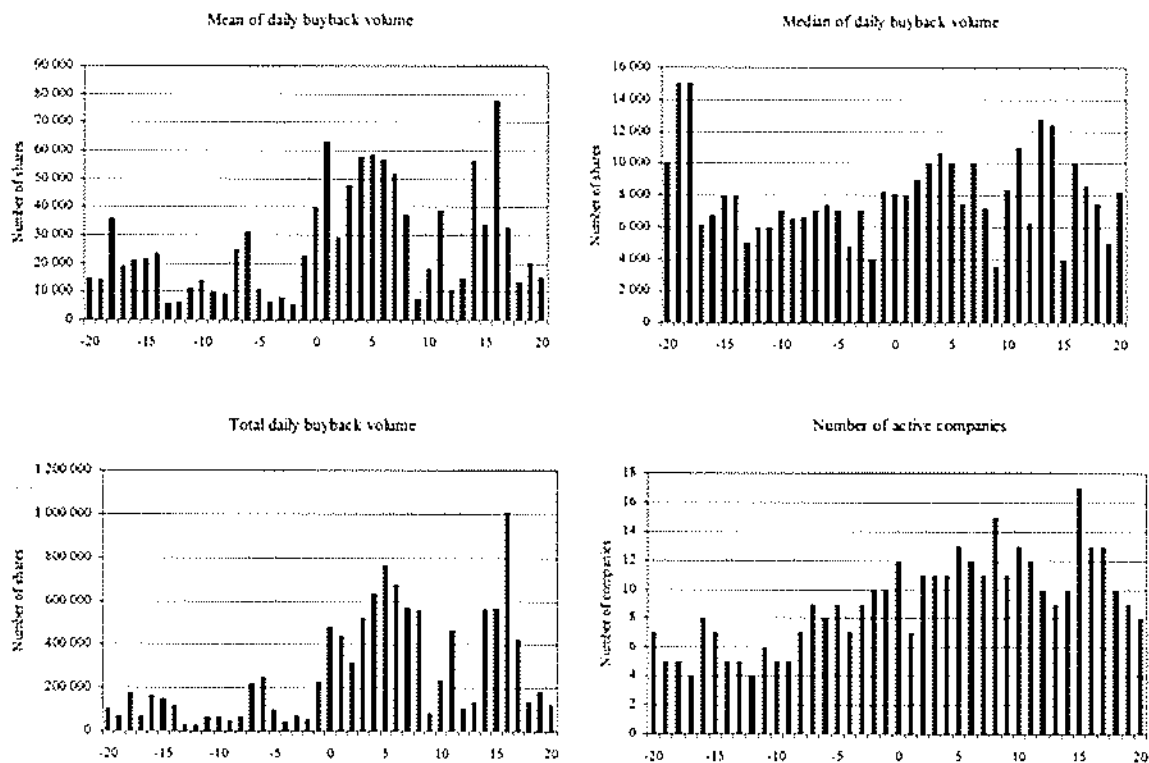 Mean of daily buyback volume
Number of shares
90 000
80 000
70 000
60 000
50 000
40 000
30 000
20 000
10 000
0
-20 -15 -10 -5 0 5 10 15 20
Median of daily buyback volume
Number of shares
16 000
14 000
12 000
10 000
8 000
6 000
4 000
2 000
0
-20 -15 -10 -5 0 5 10 15 20
Total daily buyback volume
Number of shares
1 200 000
1 000 000
800 000
600 000
400 000
200 000
0
-20 -15 -10 -5 0 5 10 15 20
Number of active companies
Number of companies
18
16
14
12
10
8
6
4
2
0
-20 -15 -10 -5 0 5 10 15 20